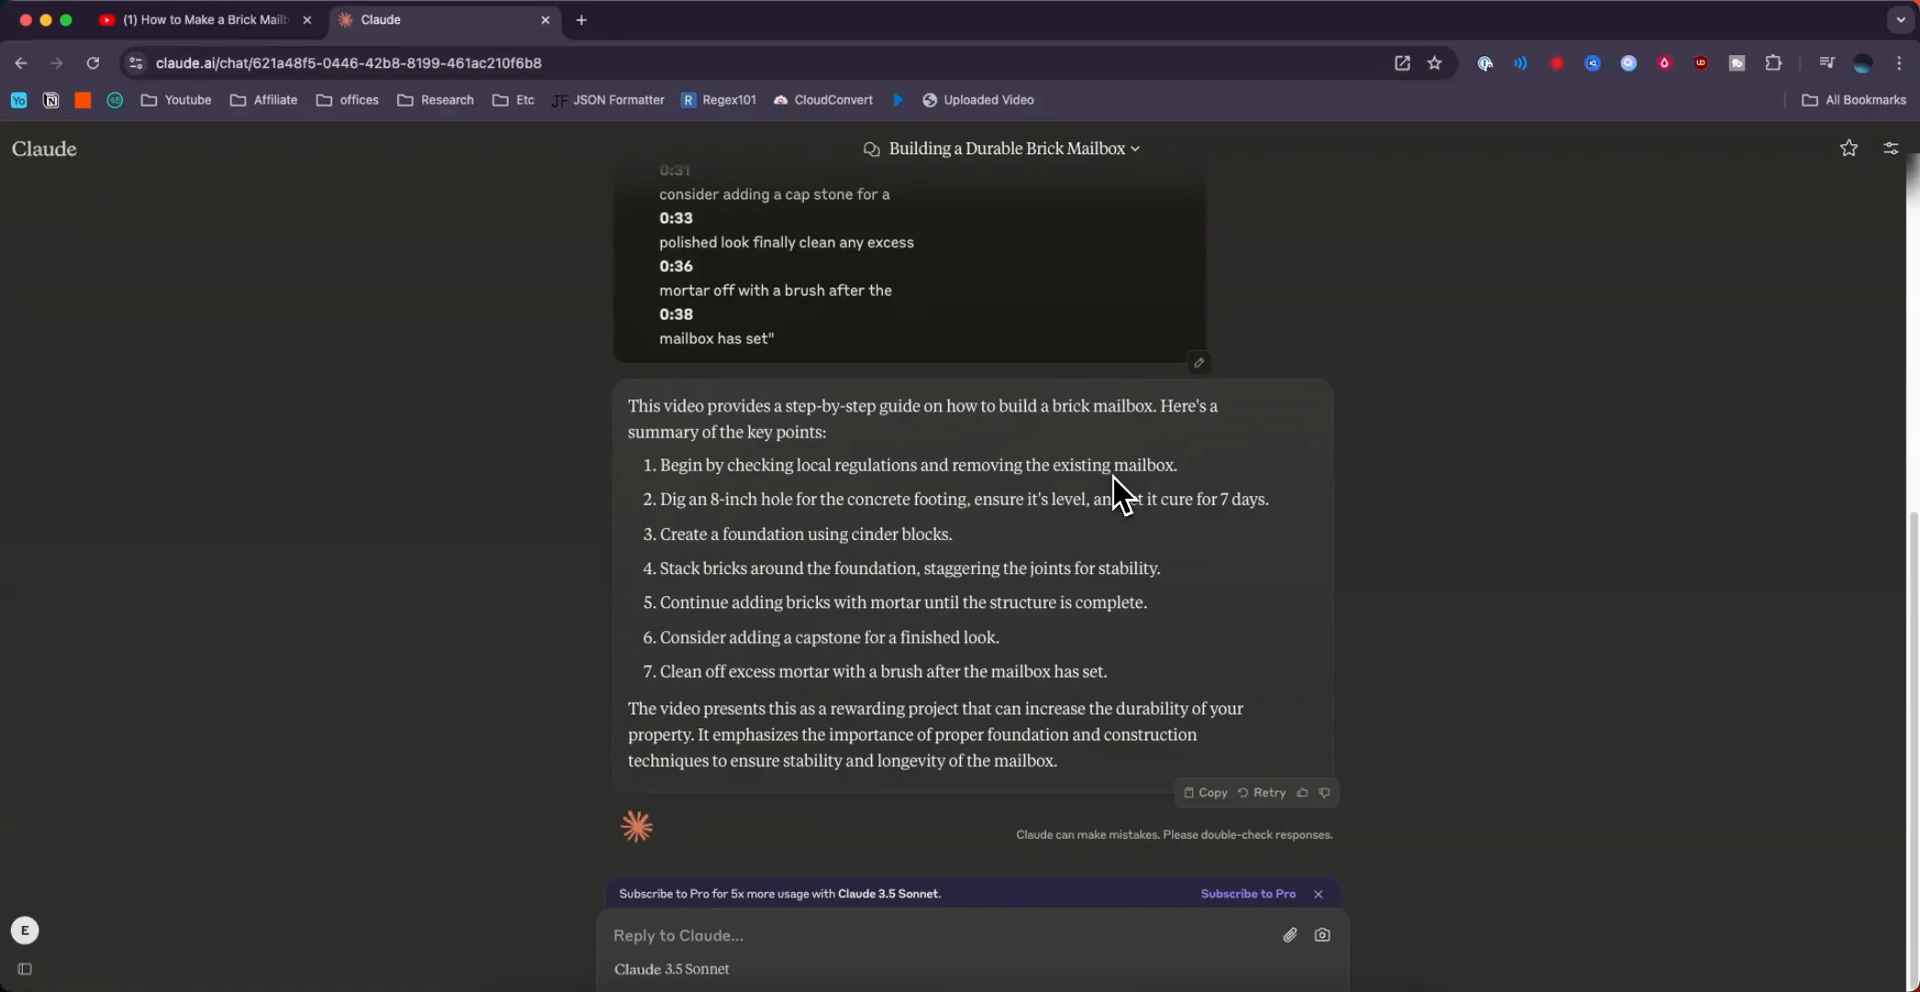 (1) How to Make a Brick Mailb
Claude
claude.ai/chat/621a48f5-0446-42b8-8199-461ac210f6b8
Youtube
Affiliate
offices
Research
Etc
JF JSON Formatter
R Regex101
CloudConvert
Uploaded Video
All Bookmarks
Claude
Building a Durable Brick Mailbox
0:31
consider adding a cap stone for a
0:33
polished look finally clean any excess
0:36
mortar off with a brush after the
0:38
mailbox has set"
This video provides a step-by-step guide on how to build a brick mailbox. Here's a
summary of the key points:
1. Begin by checking local regulations and removing the existing mailbox.
2. Dig an 8-inch hole for the concrete footing, ensure it's level, it cure for 7 days.
3. Create a foundation using cinder blocks.
4. Stack bricks around the foundation, staggering the joints for stability.
5. Continue adding bricks with mortar until the structure is complete.
6. Consider adding a capstone for a finished look.
7. Clean off excess mortar with a brush after the mailbox has set.
The video presents this as a rewarding project that can increase the durability of your
property. It emphasizes the importance of proper foundation and construction
techniques to ensure stability and longevity of the mailbox.
Copy Retry
Claude can make mistakes. Please double-check responses.
Subscribe to Pro for 5x more usage with Claude 3.5 Sonnet.
Subscribe to Pro
E
Reply to Claude...
Claude 3.5 Sonnet